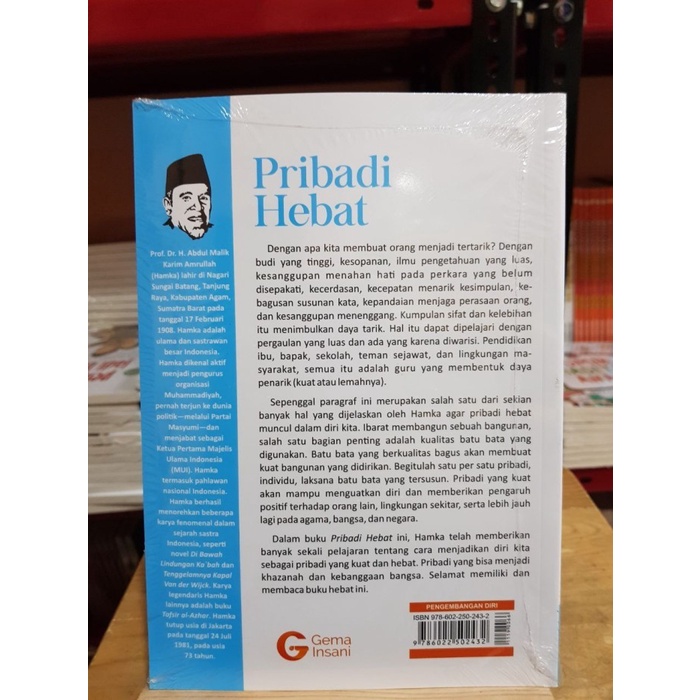 Pribadi
Hebat
Prof. Dr. H. Abdul Malik
Karim Amrullah
(Hamka) lahir di Nagari
Sungai Batang, Tanjung
Raya, Kabupaten Agam,
Sumatra Barat pada
tanggal 17 Februari
1908. Hamka adalah
ulama dan sastrawan
besar Indonesia.
Hamka dikenal aktif
menjadi pengurus
organisasi
Muhammadiyah,
pernah terjun ke dunia
politik—melalui Partai
Masyumi—dan
menjabat sebagai
Ketua Pertama Majelis
Ulama Indonesia
(MUI). Hamka
termasuk pahlawan
nasional Indonesia.
Hamka berhasil
menorehkan beberapa
karya fenomenal dalam
sejarah sastra
Indonesia, seperti
novel Di Bawah
Lindungan Ka'bah dan
Tenggelamnya Kapal
Van der Wijck. Karya
legendaris Hamka
lainnya adalah buku
Tafsir al-Azhar. Hamka
tutup usia di Jakarta
pada tanggal 24 Juli
1981, pada usia
73 tahun.
Dengan apa kita membuat orang menjadi tertarik? Dengan
budi yang tinggi, kesopanan, ilmu pengetahuan yang luas,
kesanggupan menahan hati pada perkara yang belum
disepakati, kecerdasan, kecepatan menarik kesimpulan, ke-
bagusan susunan kata, kepandaian menjaga perasaan orang,
dan kesanggupan menenggang. Kumpulan sifat dan kelebihan
itu menimbulkan daya tarik. Hal itu dapat dipelajari dengan
pergaulan yang luas dan ada yang karena diwarisi. Pendidikan
ibu, bapak, sekolah, teman sejawat, dan lingkungan ma-
syarakat, semua itu adalah guru yang membentuk daya
penarik (kuat atau lemahnya).
Sepenggal paragraf ini merupakan salah satu dari sekian
banyak hal yang dijelaskan oleh Hamka agar pribadi hebat
muncul dalam diri kita. Ibarat membangun sebuah bangunan,
salah satu bagian penting adalah kualitas batu bata yang
digunakan. Batu bata yang berkualitas bagus akan membuat
kuat bangunan yang didirikan. Begitulah satu per satu pribadi,
individu, laksana batu bata yang tersusun. Pribadi yang kuat
akan mampu menguatkan diri dan memberikan pengaruh
positif terhadap orang lain, lingkungan sekitar, serta lebih jauh
lagi pada agama, bangsa, dan negara.
Dalam buku Pribadi Hebat ini, Hamka telah memberikan
banyak sekali pelajaran tentang cara menjadikan diri kita
sebagai pribadi yang kuat dan hebat. Pribadi yang bisa menjadi
khazanah dan kebanggaan bangsa. Selamat memiliki dan
membaca buku hebat ini.
Gema
Insani
PENGEMBANGAN DIRI
ISBN 978-602-250-243-2
9 786022 502432